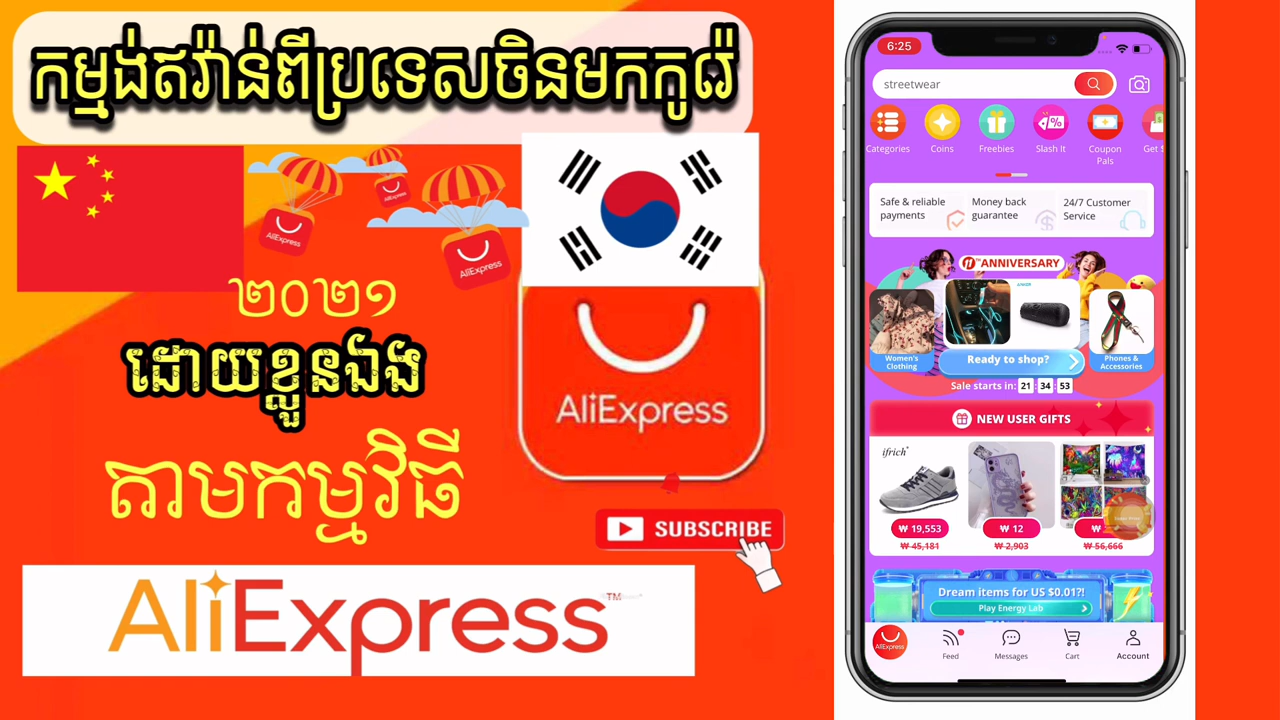 កម្មង់ឥវ៉ាន់ពីប្រទេសចិនមកកូរ៉េ
AliExpress
AliExpress
AliExpress
២០២១
ដោយខ្លួនឯង
AliExpress
តាមកម្មវិធី
SUBSCRIBE
AliExpress™
6:25
streetwear
Categories
Coins
Freebies
Slash It
Coupon Pals
Get $
Safe & reliable payments
Money back guarantee
24/7 Customer Service
11TH ANNIVERSARY
Women's Clothing
Ready to shop?
Phones & Accessories
Sale starts in: 21 : 34 : 53
NEW USER GIFTS
ifrich
₩ 19,553
₩ 12
₩
₩ 45,181
₩ 2,903
₩ 56,666
Dream items for US $0.01?!
Play Energy Lab
AliExpress
Feed
Messages
Cart
Account